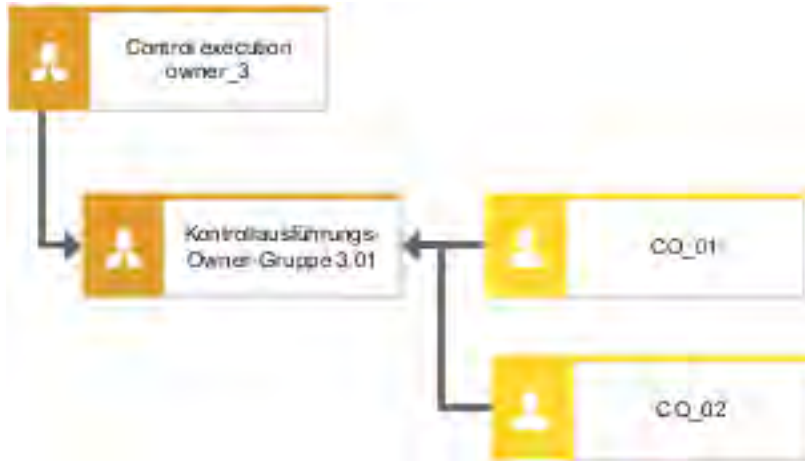 Control execution
owner_3
Kontrollausführungs-
Owner-Gruppe 3.01
CO_01
CO_02